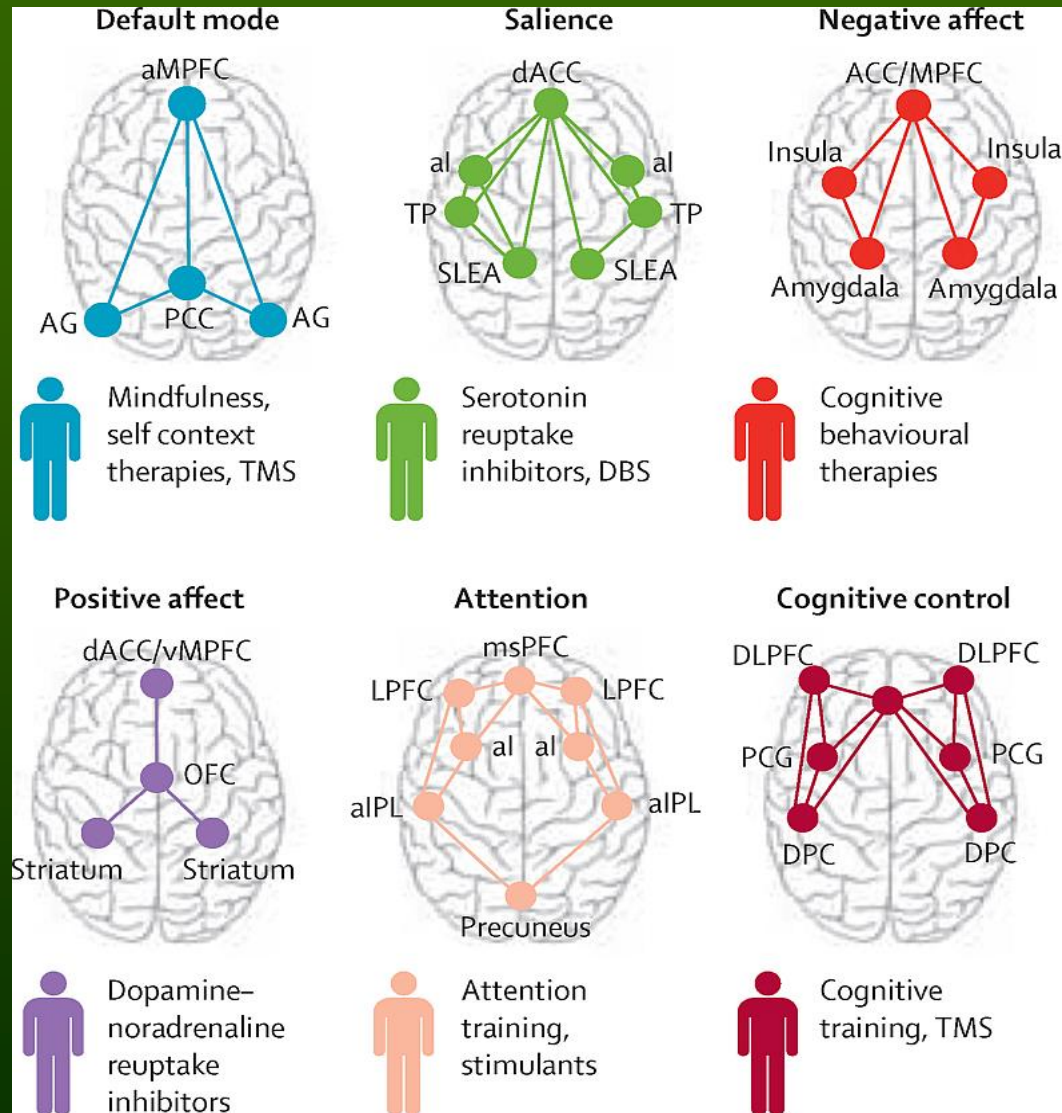 Default mode
aMPFC
AG
PCC
AG
Mindfulness,
self context
therapies, TMS
Salience
dACC
aI
aI
TP
TP
SLEA
SLEA
Serotonin
reuptake
inhibitors, DBS
Negative affect
ACC/MPFC
Insula
Insula
Amygdala
Amygdala
Cognitive
behavioural
therapies
Positive affect
dACC/vMPFC
OFC
Striatum
Striatum
Dopamine–
noradrenaline
reuptake
inhibitors
Attention
msPFC
LPFC
LPFC
aI
aI
aIPL
aIPL
Precuneus
Attention
training,
stimulants
Cognitive control
DLPFC
DLPFC
PCG
PCG
DPC
DPC
Cognitive
training, TMS